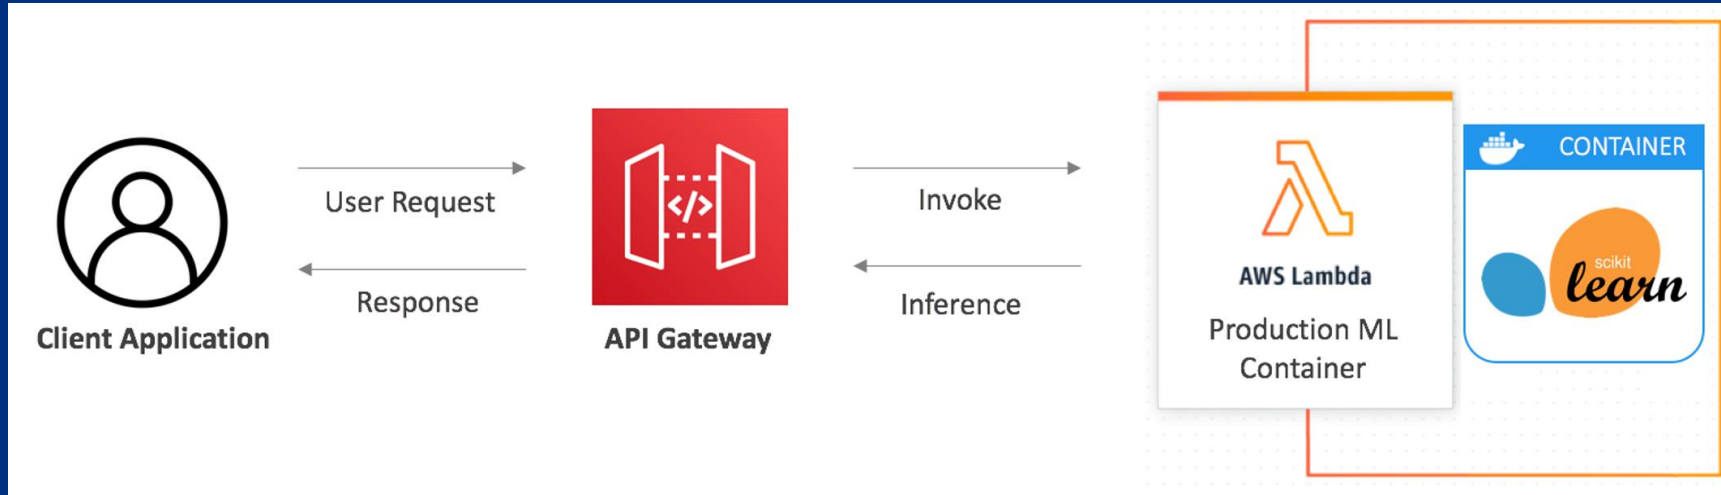 User Request
Response
Client Application
</>
API Gateway
Invoke
Inference
AWS Lambda
Production ML
Container
CONTAINER
scikit
learn